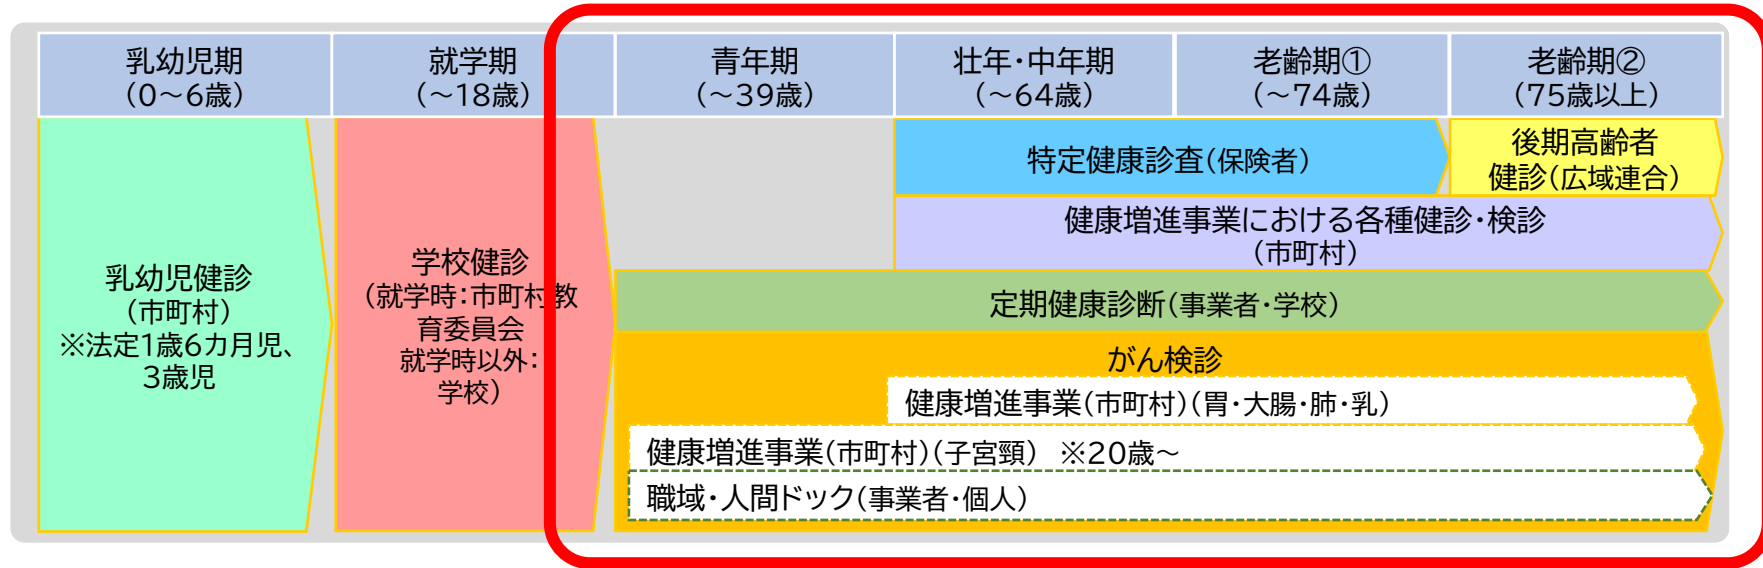 乳幼児期
(0~6歳)
就学期
(~18歳)
青年期
(~39歳)
壮年・中年期
(~64歳)
老齢期①
(~74歳)
老齢期②
(75歳以上)
乳幼児健診
(市町村)
※法定1歳6カ月児、
3歳児
学校健診
(就学時:市町村教
育委員会
就学時以外:
学校)
特定健康診査(保険者)
後期高齢者
健診(広域連合)
健康増進事業における各種健診・検診
(市町村)
定期健康診断(事業者・学校)
がん検診
健康増進事業(市町村)(胃・大腸・肺・乳)
健康増進事業(市町村)(子宮頸) ※20歳~
職域・人間ドック(事業者・個人)